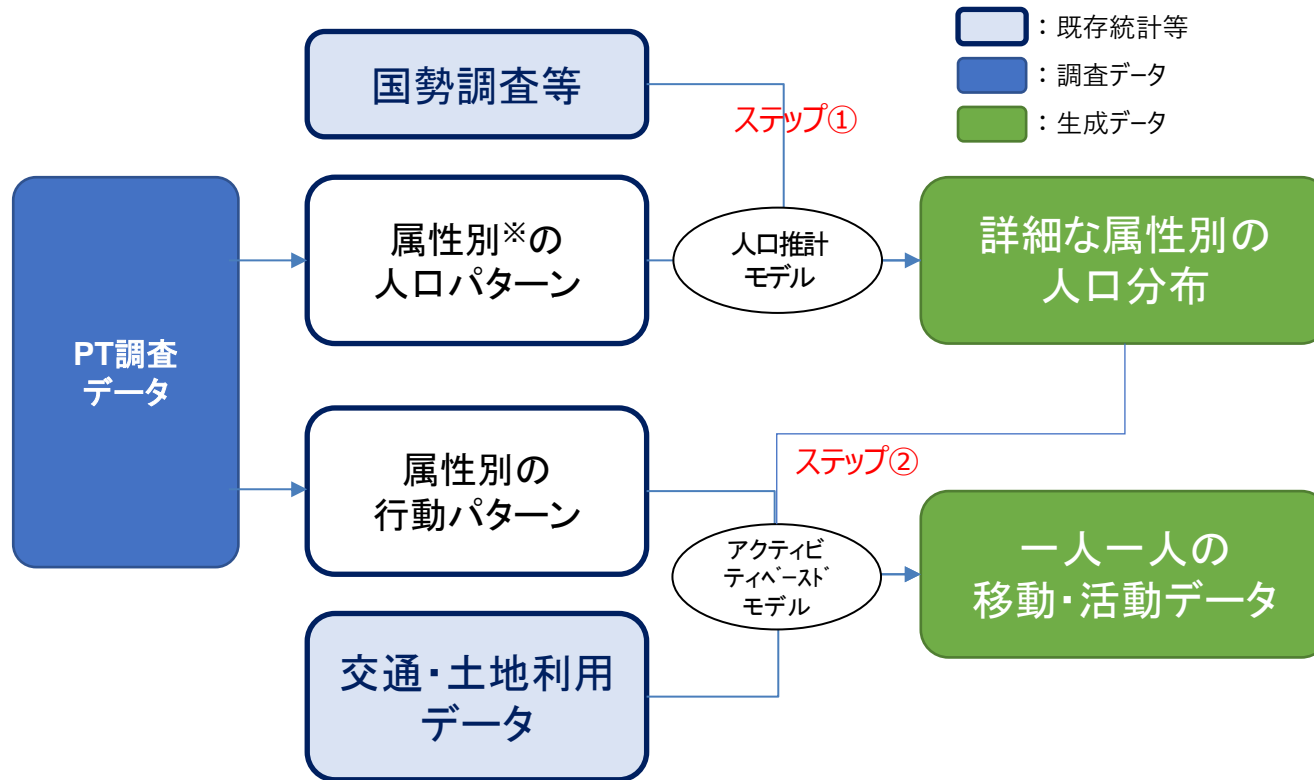 国勢調査等
：既存統計等
：調査データ
：生成データ
ステップ①
PT調査
データ
属性別※の
人口パターン
人口推計
モデル
詳細な属性別の
人口分布
属性別の
行動パターン
ステップ②
アクティビ
ティベースド
モデル
一人一人の
移動・活動データ
交通・土地利用
データ